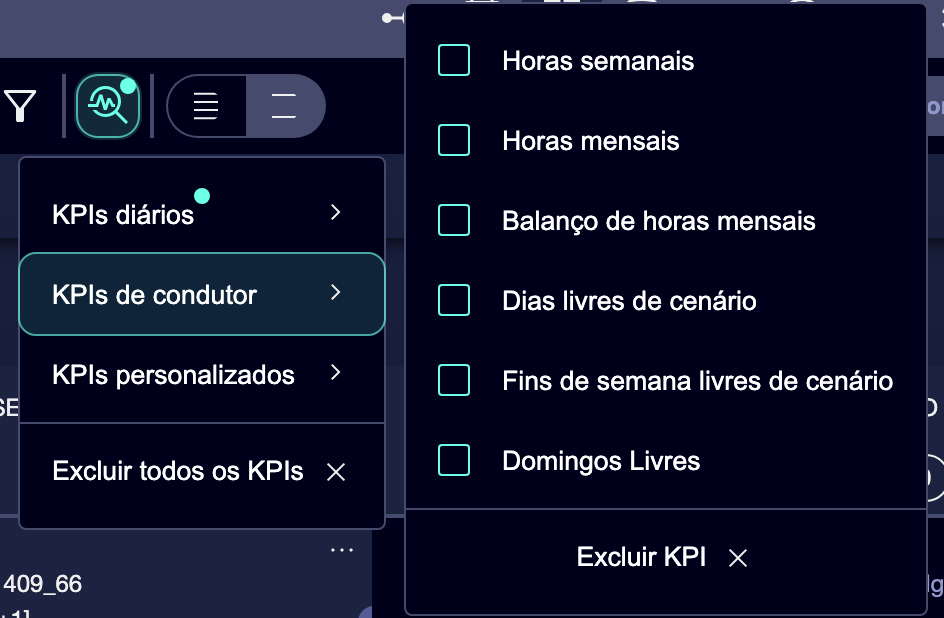 KPIs diários
KPIs de condutor
KPIs personalizados
Excluir todos os KPIs
409_66
Horas semanais
Horas mensais
Balanço de horas mensais
Dias livres de cenário
Fins de semana livres de cenário
Domingos Livres
Excluir KPI